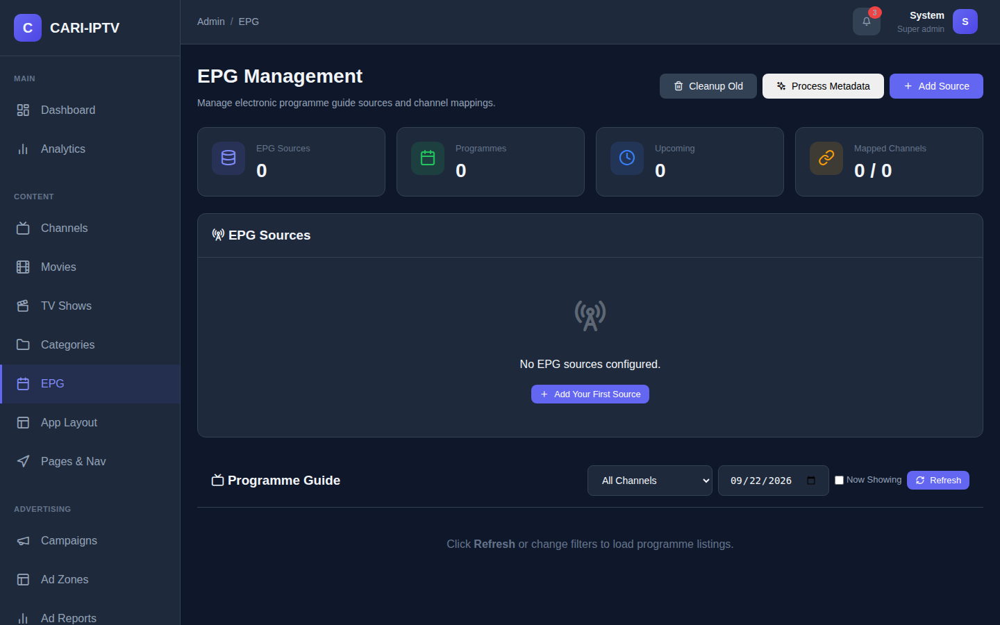 C CARI-IPTV
Admin / EPG
3
System
Super admin
S
MAIN
Dashboard
Analytics
CONTENT
Channels
Movies
TV Shows
Categories
EPG
App Layout
Pages & Nav
ADVERTISING
Campaigns
Ad Zones
Ad Reports
EPG Management
Manage electronic programme guide sources and channel mappings.
Cleanup Old
Process Metadata
Add Source
EPG Sources
0
Programmes
0
Upcoming
0
Mapped Channels
0 / 0
EPG Sources
No EPG sources configured.
Add Your First Source
Programme Guide
All Channels
09/22/2026
Now Showing
Refresh
Click Refresh or change filters to load programme listings.